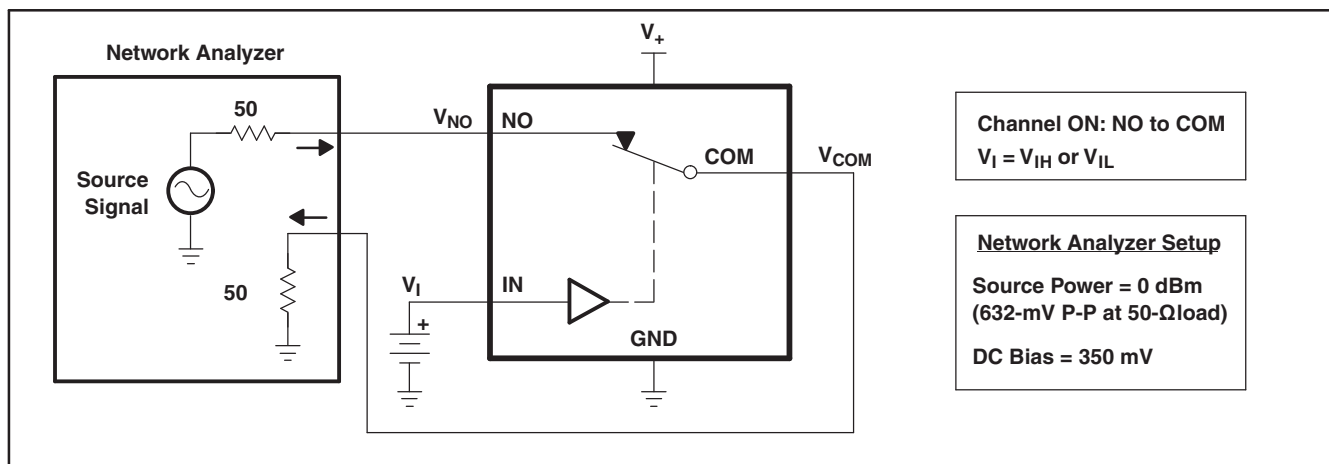 Network Analyzer
50
Source
Signal
50
V+
VNO
NO
COM
VCOM
VI
+
IN
GND
Channel ON: NO to COM
VI = VIH or VIL
Network Analyzer Setup
Source Power = 0 dBm
(632-mV P-P at 50-Ωload)
DC Bias = 350 mV